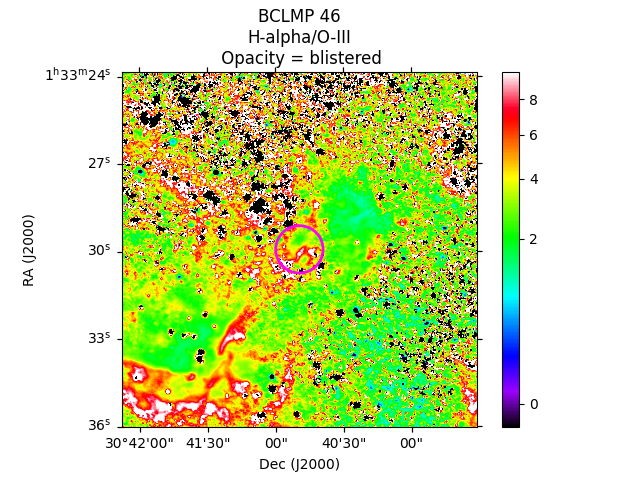 BCLMP 46
H-alpha/O-III
Opacity = blistered
1ʰ33ᵐ24ˢ
27ˢ
30ˢ
33ˢ
36ˢ
RA (J2000)
30°42'00" 41'30" 00" 40'30" 00"
Dec (J2000)
8
6
4
2
0